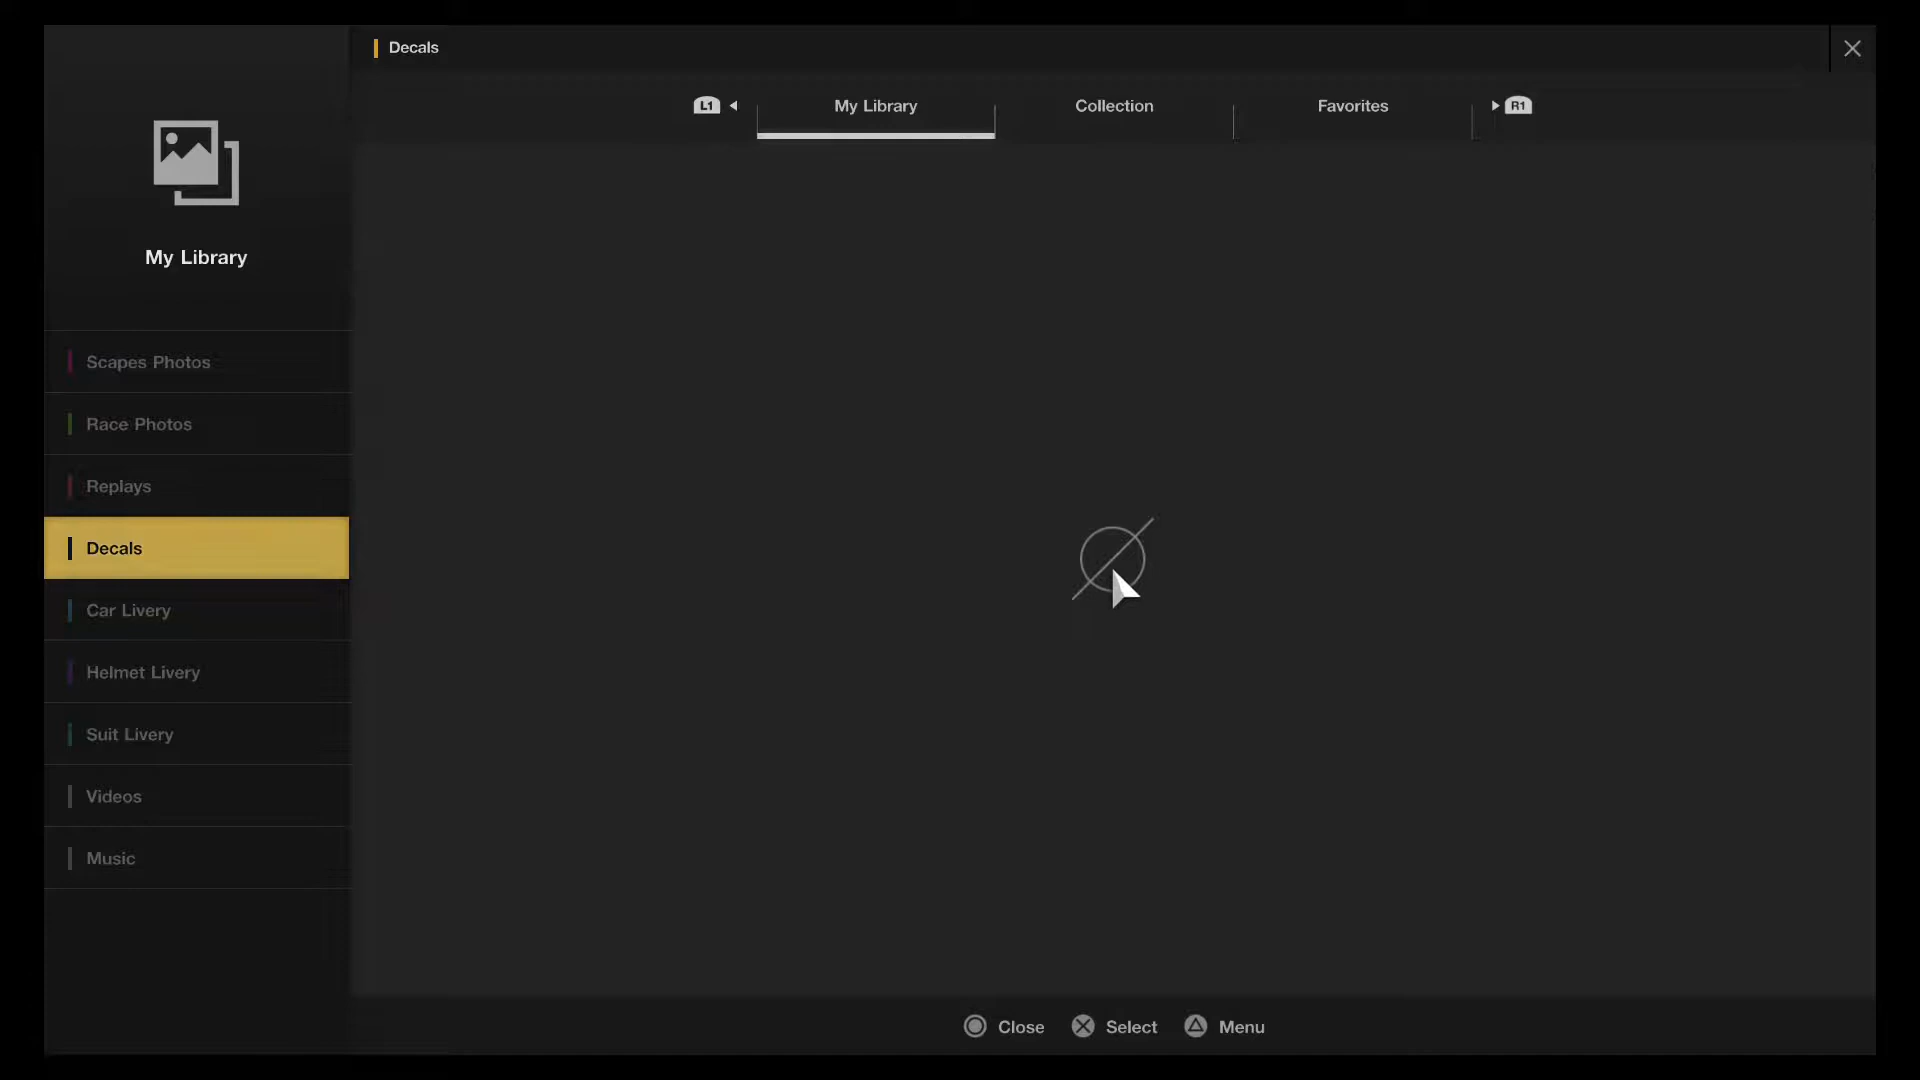 Decals
L1
My Library
Collection
Favorites
R1
My Library
Scapes Photos
Race Photos
Replays
Decals
Car Livery
Helmet Livery
Suit Livery
Videos
Music
Close
Select
Menu